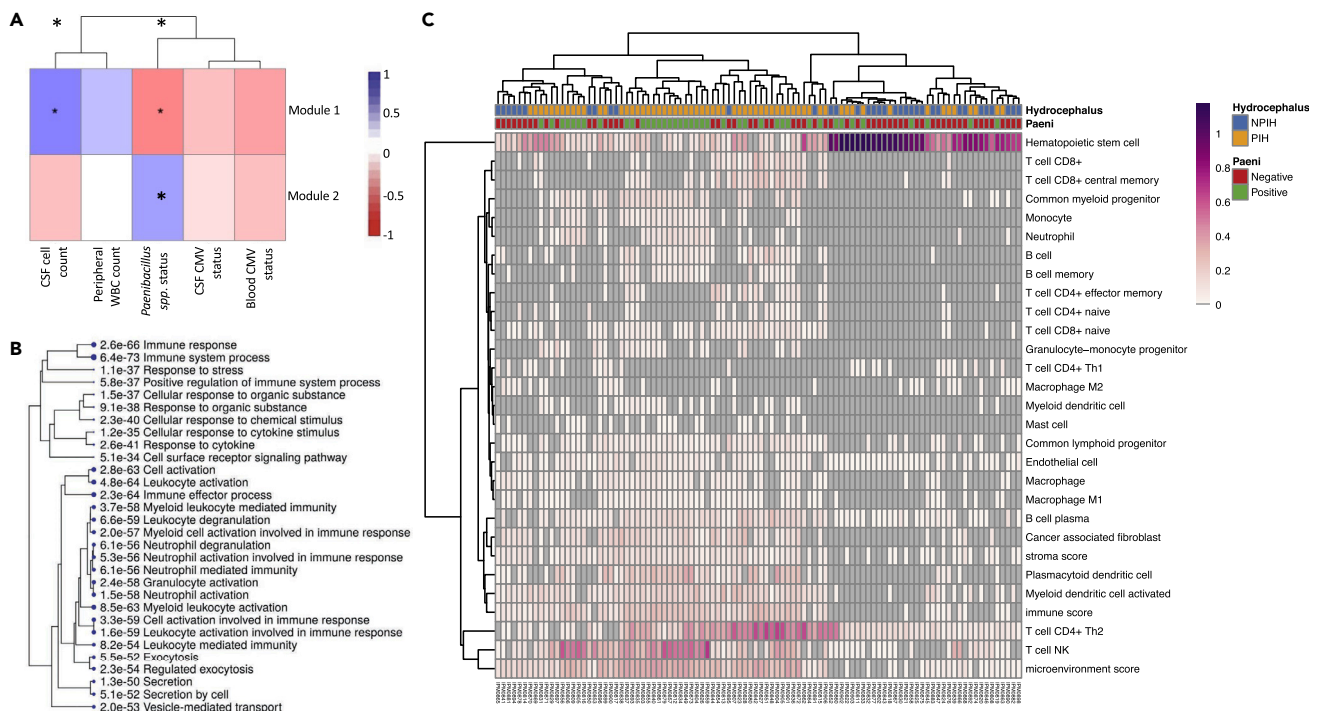 A
*
*
*
*
*
Module 1
Module 2
CSF cell
count
Peripheral
WBC count
Paenibacillus
spp. status
CSF CMV
status
Blood CMV
status
1
0.5
0
-0.5
-1
B
2.6e-66 Immune response
6.4e-73 Immune system process
1.1e-37 Response to stress
5.8e-37 Positive regulation of immune system process
1.5e-37 Cellular response to organic substance
9.1e-38 Response to organic substance
2.3e-40 Cellular response to chemical stimulus
1.2e-35 Cellular response to cytokine stimulus
2.6e-41 Response to cytokine
5.1e-34 Cell surface receptor signaling pathway
2.8e-63 Cell activation
4.8e-64 Leukocyte activation
2.3e-64 Immune effector process
3.7e-58 Myeloid leukocyte mediated immunity
6.6e-59 Leukocyte degranulation
2.0e-57 Myeloid cell activation involved in immune response
6.1e-56 Neutrophil degranulation
5.3e-56 Neutrophil activation involved in immune response
6.1e-56 Neutrophil mediated immunity
2.4e-58 Granulocyte activation
1.5e-58 Neutrophil activation
8.5e-63 Myeloid leukocyte activation
3.3e-59 Cell activation involved in immune response
1.6e-59 Leukocyte activation involved in immune response
8.2e-54 Leukocyte mediated immunity
5.5e-52 Exocytosis
2.3e-54 Regulated exocytosis
1.3e-50 Secretion
5.1e-52 Secretion by cell
2.0e-53 Vesicle-mediated transport
C
Hydrocephalus
Paeni
Hematopoietic stem cell
T cell CD8+
T cell CD8+ central memory
Common myeloid progenitor
Monocyte
Neutrophil
B cell
B cell memory
T cell CD4+ effector memory
T cell CD4+ naive
T cell CD8+ naive
Granulocyte–monocyte progenitor
T cell CD4+ Th1
Macrophage M2
Myeloid dendritic cell
Mast cell
Common lymphoid progenitor
Endothelial cell
Macrophage
Macrophage M1
B cell plasma
Cancer associated fibroblast
stroma score
Plasmacytoid dendritic cell
Myeloid dendritic cell activated
immune score
T cell CD4+ Th2
T cell NK
microenvironment score
1
0.8
0.6
0.4
0.2
0
Hydrocephalus
NPIH
PIH
Paeni
Negative
Positive